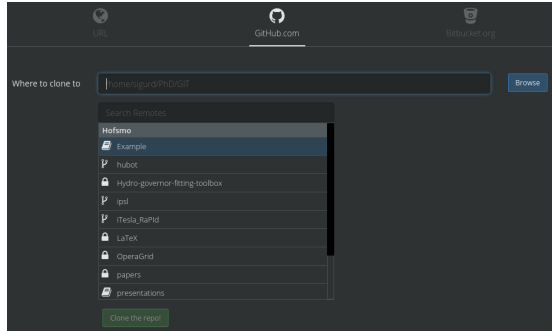 URL
GitHub.com
Bitbucket.org
Where to clone to
/home/sigurd/PhD/GIT
Browse
Search Remotes
Hofsmo
Example
hubot
Hydro-governor-fitting-toolbox
ipsl
iTesla_RaPId
LaTeX
OperaGrid
papers
presentations
Clone the repo!